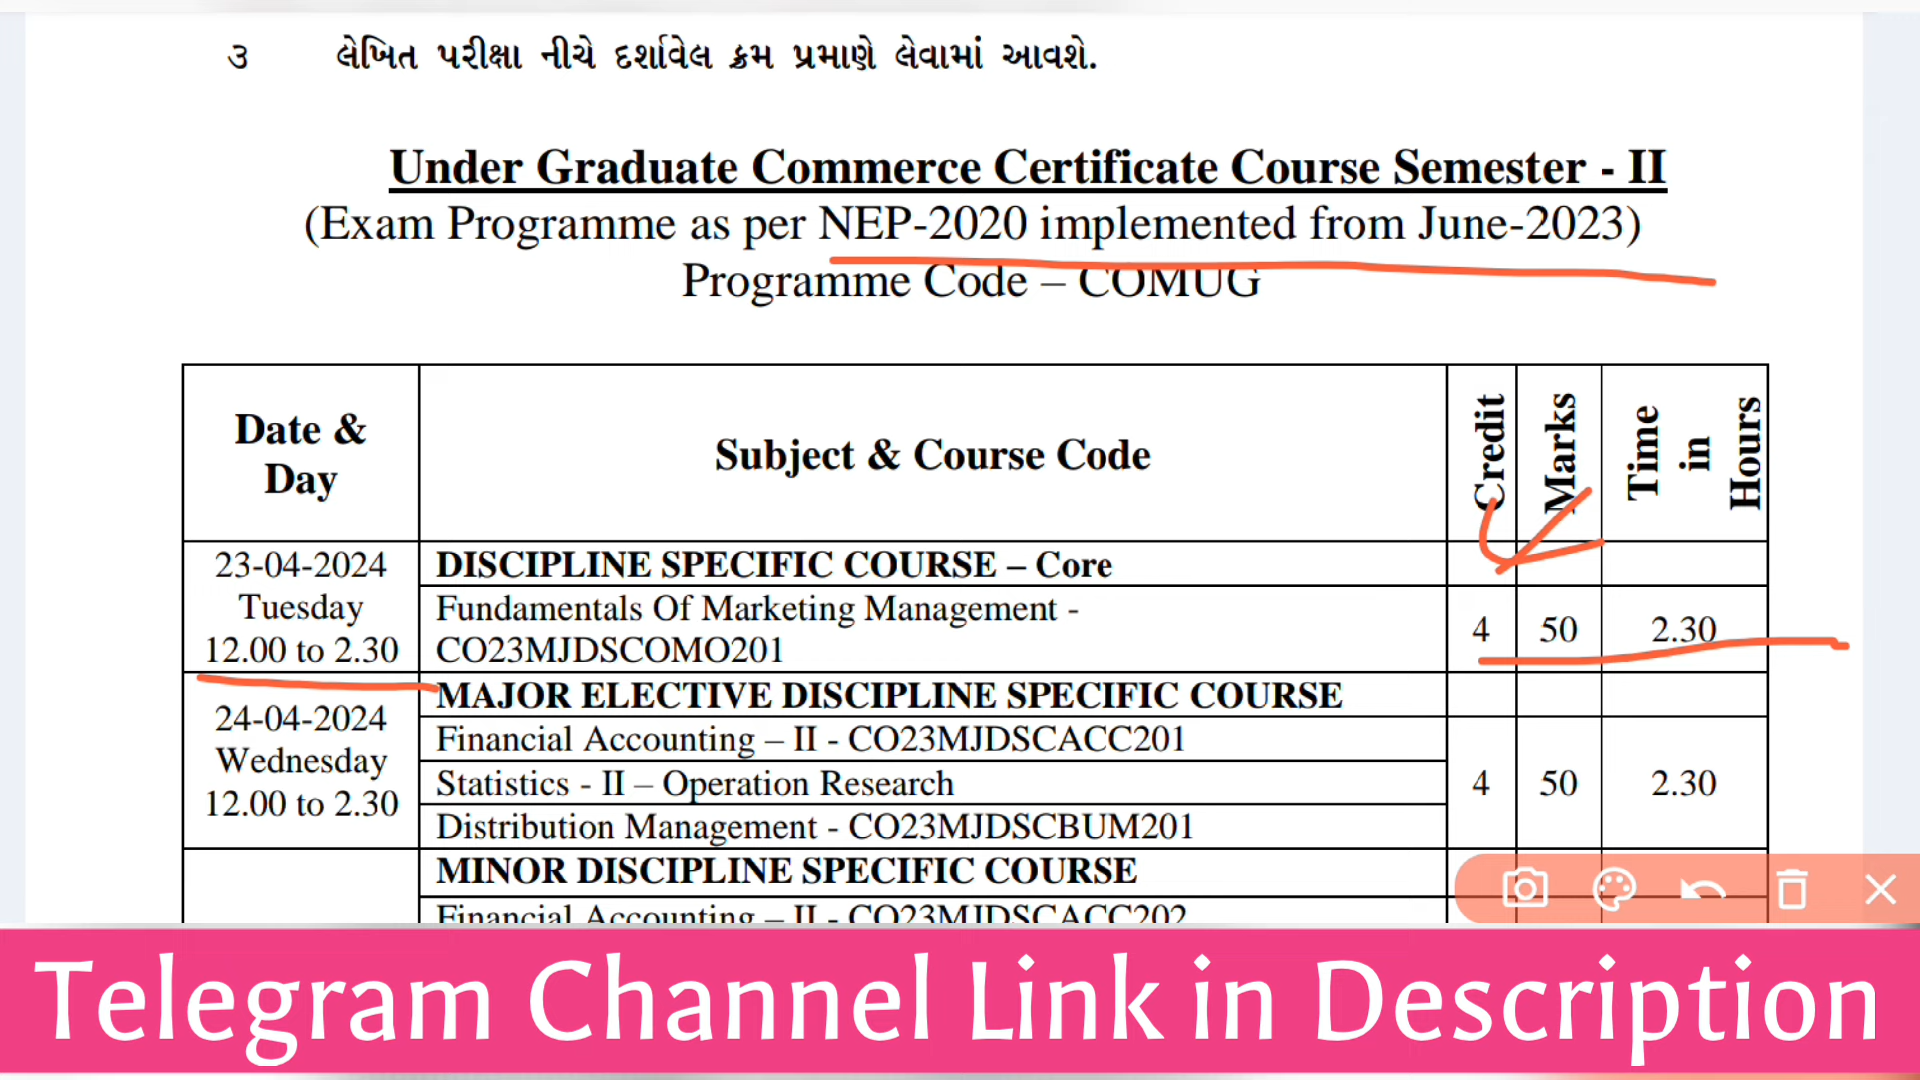 ૩ લેખિત પરીક્ષા નીચે દર્શાવેલ ક્રમ પ્રમાણે લેવામાં આવશે.
Under Graduate Commerce Certificate Course Semester - II
(Exam Programme as per NEP-2020 implemented from June-2023)
Programme Code – COMUG
Date & Day
Subject & Course Code
Credit
Marks
Time in Hours
23-04-2024
Tuesday
12.00 to 2.30
DISCIPLINE SPECIFIC COURSE – Core
Fundamentals Of Marketing Management -
CO23MJDSCOMO201
4 50 2.30
24-04-2024
Wednesday
12.00 to 2.30
MAJOR ELECTIVE DISCIPLINE SPECIFIC COURSE
Financial Accounting – II - CO23MJDSCACC201
Statistics - II – Operation Research
Distribution Management - CO23MJDSCBUM201
4 50 2.30
MINOR DISCIPLINE SPECIFIC COURSE
Financial Accounting – II - CO23MJDSCACC202
Telegram Channel Link in Description